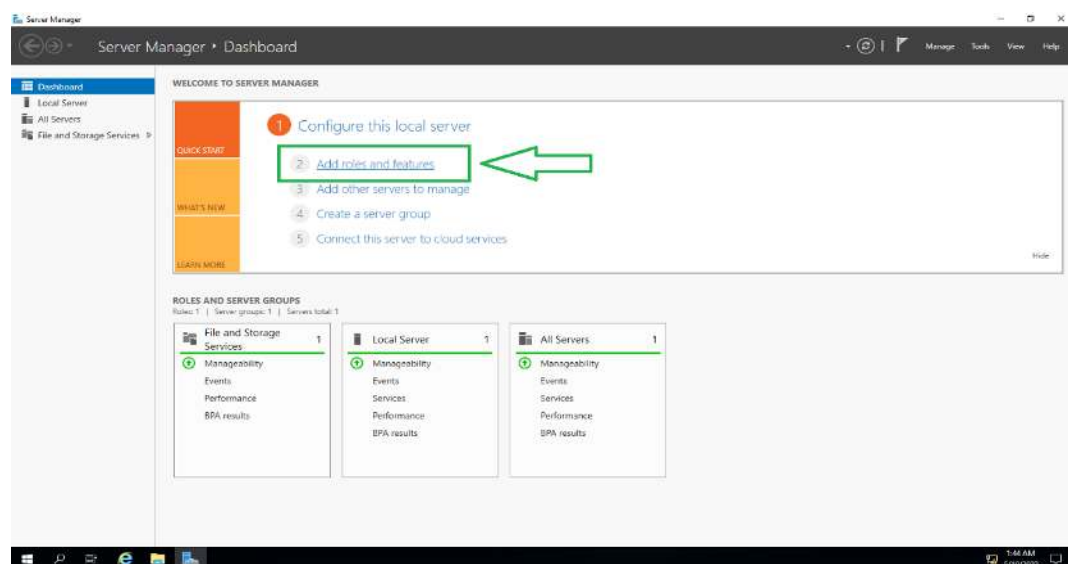 Server Manager
Server Manager • Dashboard
Manage Tools View Help
Dashboard
Local Server
All Servers
File and Storage Services
WELCOME TO SERVER MANAGER
QUICK START
WHAT'S NEW
LEARN MORE
1 Configure this local server
2 Add roles and features
3 Add other servers to manage
4 Create a server group
5 Connect this server to cloud services
Hide
ROLES AND SERVER GROUPS
Roles: 1 | Server groups: 1 | Servers total: 1
File and Storage Services 1
Manageability
Events
Performance
BPA results
Local Server 1
Manageability
Events
Services
Performance
BPA results
All Servers 1
Manageability
Events
Services
Performance
BPA results
1:44 AM